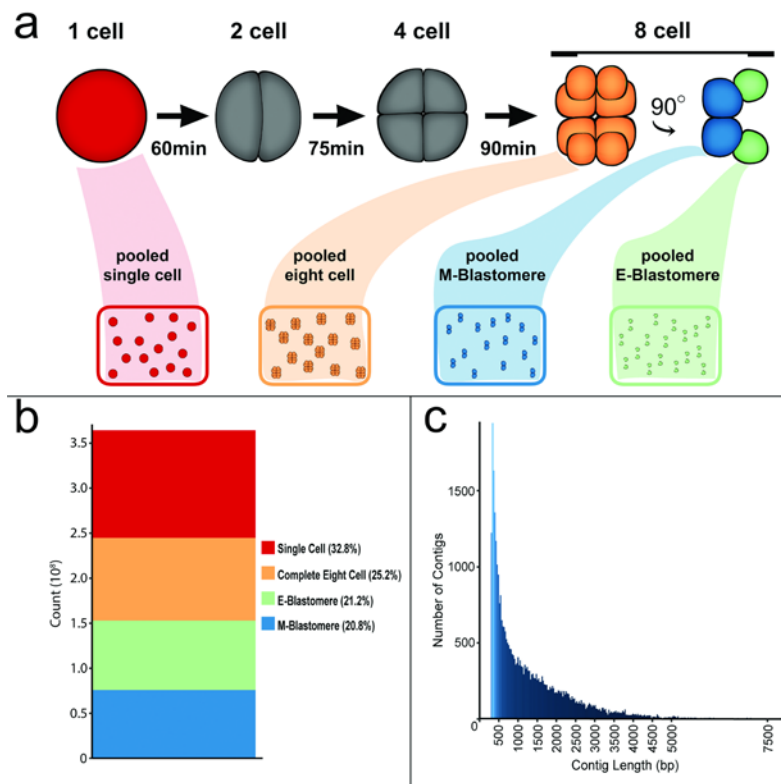 a
1 cell 2 cell 4 cell 8 cell
60min 75min 90min 90°
pooled single cell
pooled eight cell
pooled M-Blastomere
pooled E-Blastomere
b
Count (10⁸)
3.5
3.0
2.5
2.0
1.5
1.0
0.5
0
Single Cell (32.8%)
Complete Eight Cell (25.2%)
E-Blastomere (21.2%)
M-Blastomere (20.8%)
c
Number of Contigs
1500
1000
500
0
500 1000 1500 2000 2500 3000 3500 4000 4500 5000 7500
Contig Length (bp)